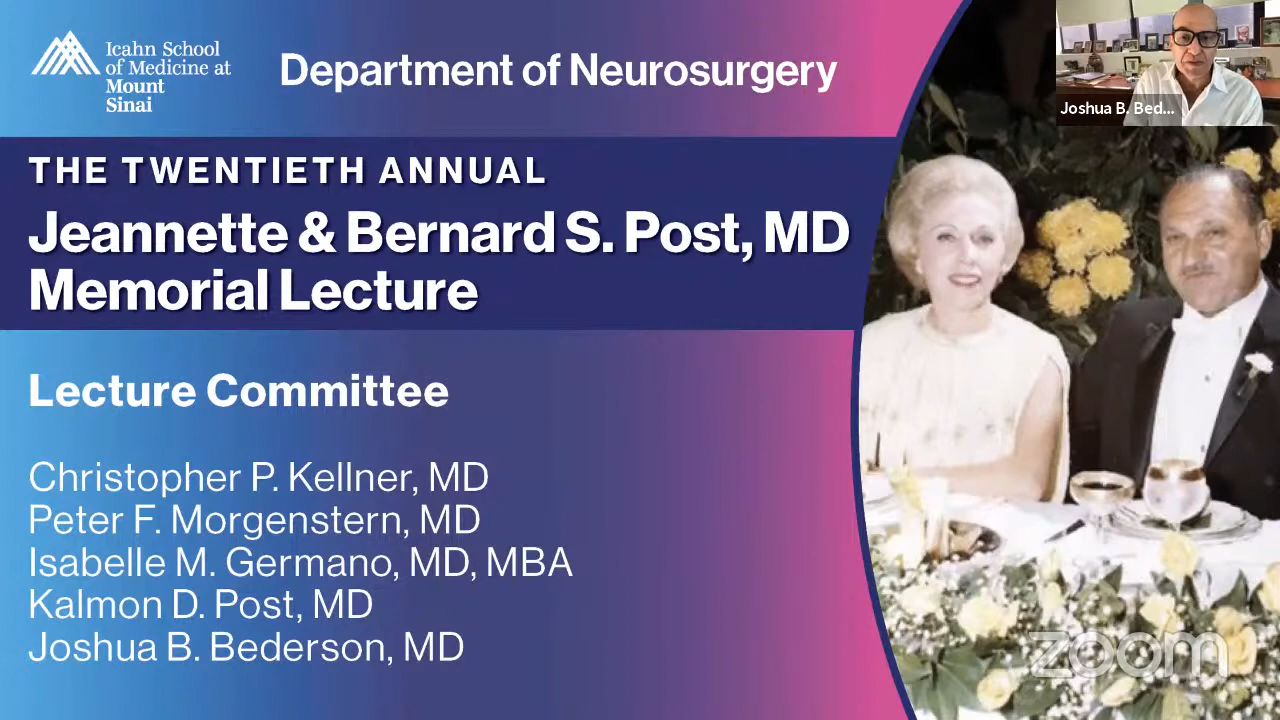 Icahn School
of Medicine at
Mount
Sinai
Department of Neurosurgery
Joshua B. Bed...
THE TWENTIETH ANNUAL
Jeannette & Bernard S. Post, MD
Memorial Lecture
Lecture Committee
Christopher P. Kellner, MD
Peter F. Morgenstern, MD
Isabelle M. Germano, MD, MBA
Kalmon D. Post, MD
Joshua B. Bederson, MD
zoom